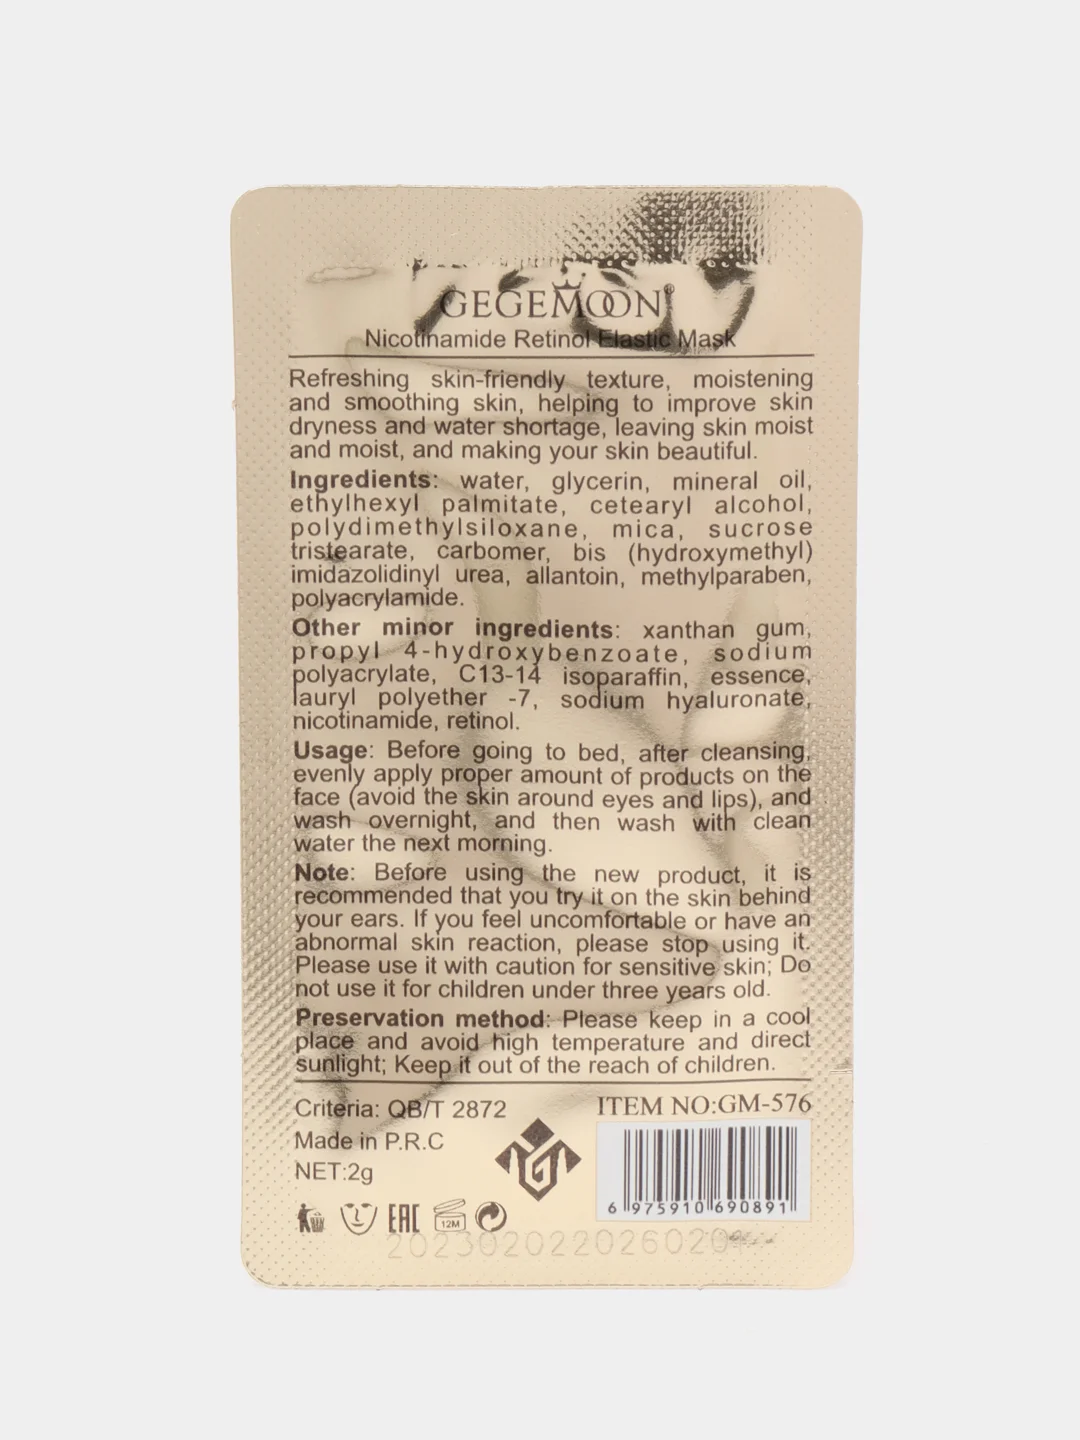 GEGEMOON®
Nicotinamide Retinol Elastic Mask
Refreshing skin-friendly texture, moistening
and smoothing skin, helping to improve skin
dryness and water shortage, leaving skin moist
and moist, and making your skin beautiful.
Ingredients: water, glycerin, mineral oil,
ethylhexyl palmitate, cetearyl alcohol,
polydimethylsiloxane, mica, sucrose
tristearate, carbomer, bis (hydroxymethyl)
imidazolidinyl urea, allantoin, methylparaben,
polyacrylamide.
Other minor ingredients: xanthan gum,
propyl 4-hydroxybenzoate, sodium
polyacrylate, C13-14 isoparaffin, essence,
lauryl polyether -7, sodium hyaluronate,
nicotinamide, retinol.
Usage: Before going to bed, after cleansing,
evenly apply proper amount of products on the
face (avoid the skin around eyes and lips), and
wash overnight, and then wash with clean
water the next morning.
Note: Before using the new product, it is
recommended that you try it on the skin behind
your ears. If you feel uncomfortable or have an
abnormal skin reaction, please stop using it.
Please use it with caution for sensitive skin; Do
not use it for children under three years old.
Preservation method: Please keep in a cool
place and avoid high temperature and direct
sunlight; Keep it out of the reach of children.
Criteria: QB/T 2872
ITEM NO:GM-576
Made in P.R.C
NET:2g
6 975910 690891
EAC
12M